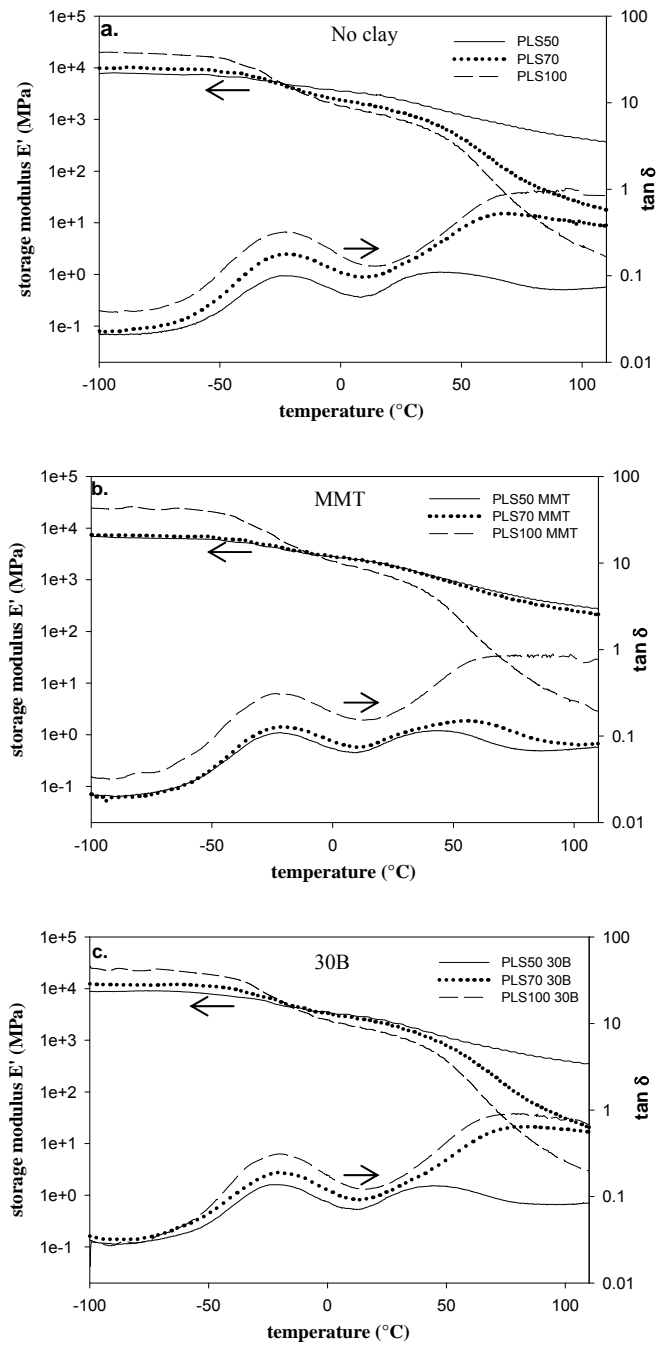 a.
No clay
PLS50
PLS70
PLS100
1e+5
1e+4
1e+3
1e+2
1e+1
1e+0
1e-1
storage modulus E' (MPa)
100
10
1
0.1
0.01
tan δ
-100 -50 0 50 100
temperature (°C)
b.
MMT
PLS50 MMT
PLS70 MMT
PLS100 MMT
1e+5
1e+4
1e+3
1e+2
1e+1
1e+0
1e-1
storage modulus E' (MPa)
100
10
1
0.1
0.01
tan δ
-100 -50 0 50 100
temperature (°C)
c.
30B
PLS50 30B
PLS70 30B
PLS100 30B
1e+5
1e+4
1e+3
1e+2
1e+1
1e+0
1e-1
storage modulus E' (MPa)
100
10
1
0.1
0.01
tan δ
-100 -50 0 50 100
temperature (°C)